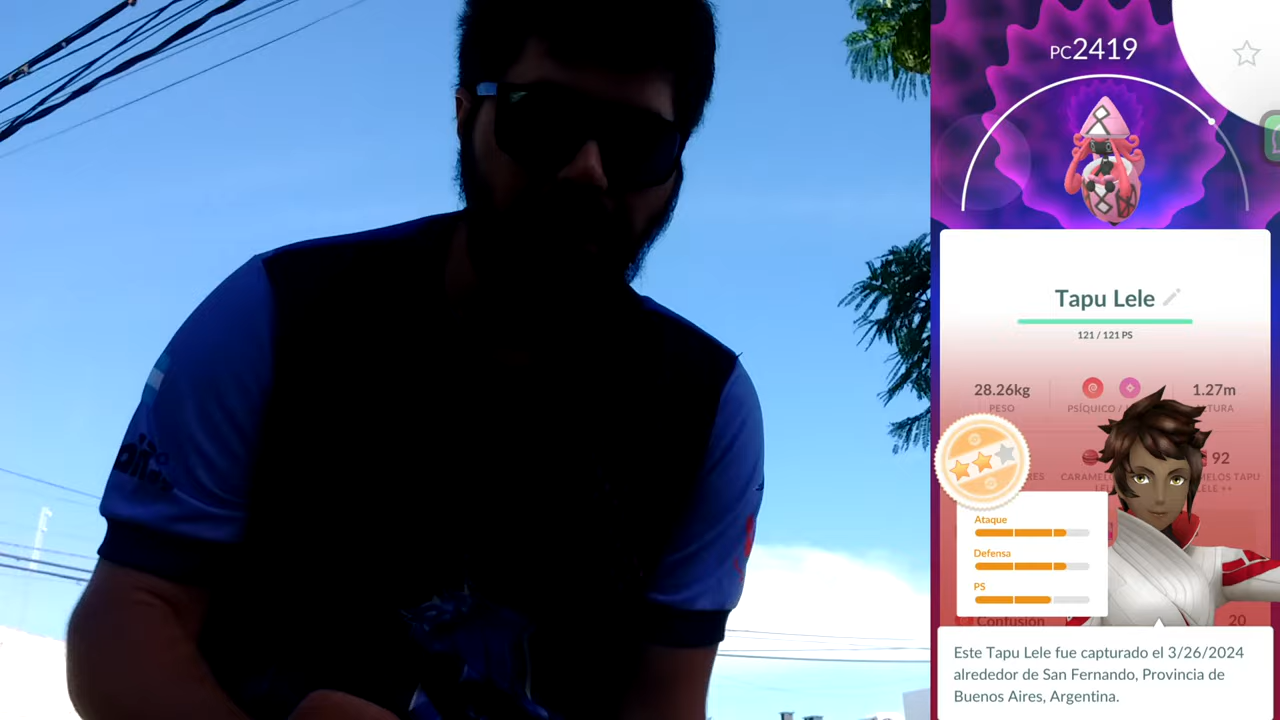 PC2419
Tapu Lele
121 / 121 PS
28.26kg
1.27m
PESO
PSÍQUICO /
92
Ataque
Defensa
PS
Confusión
20
Este Tapu Lele fue capturado el 3/26/2024
alrededor de San Fernando, Provincia de
Buenos Aires, Argentina.